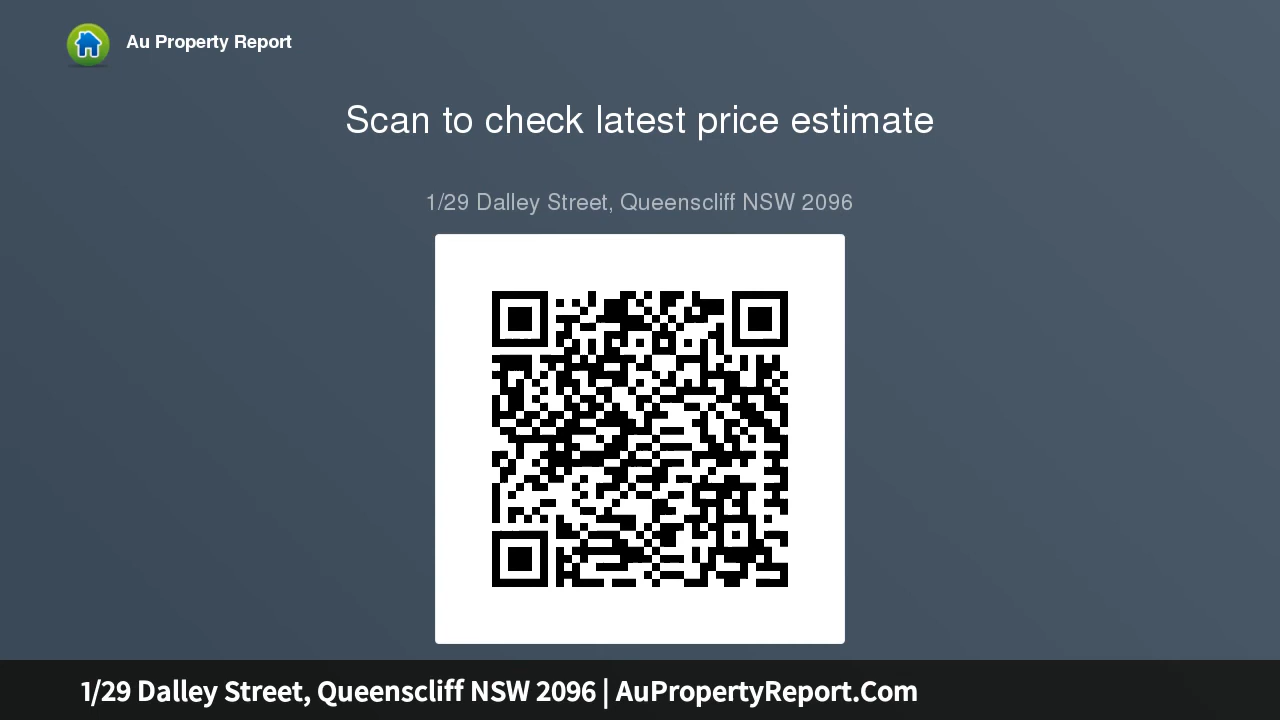 Au Property Report
Scan to check latest price estimate
1/29 Dalley Street, Queenscliff NSW 2096
1/29 Dalley Street, Queenscliff NSW 2096 | AuPropertyReport.Com